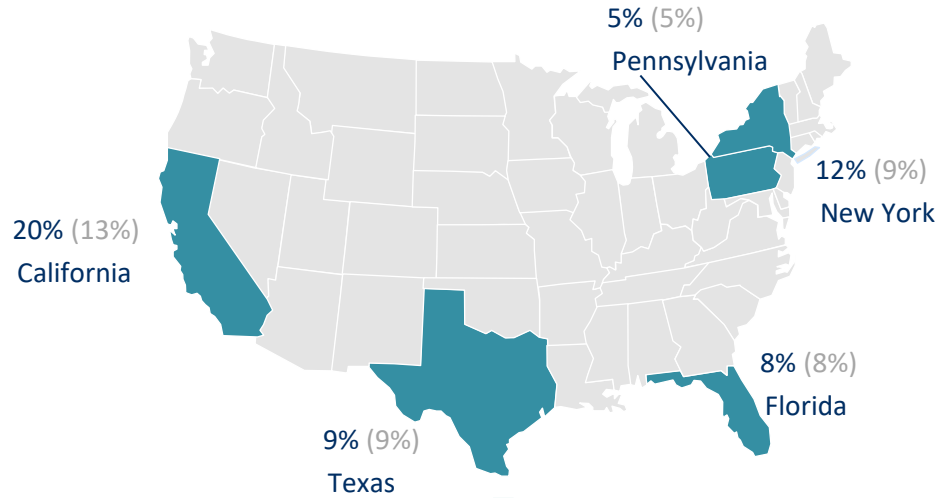 5% (5%)
Pennsylvania
12% (9%)
New York
20% (13%)
California
8% (8%)
Florida
9% (9%)
Texas